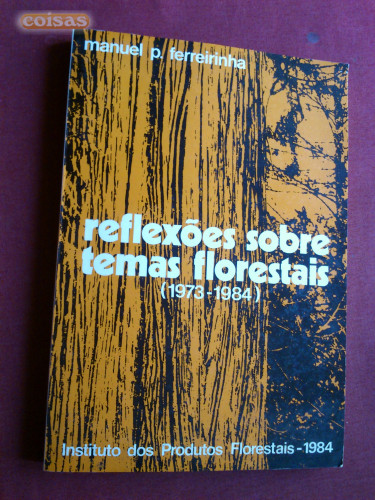 coisas
manuel p. ferreirinha
reflexões sobre
temas florestais
(1973-1984)
Instituto dos Produtos Florestais-1984